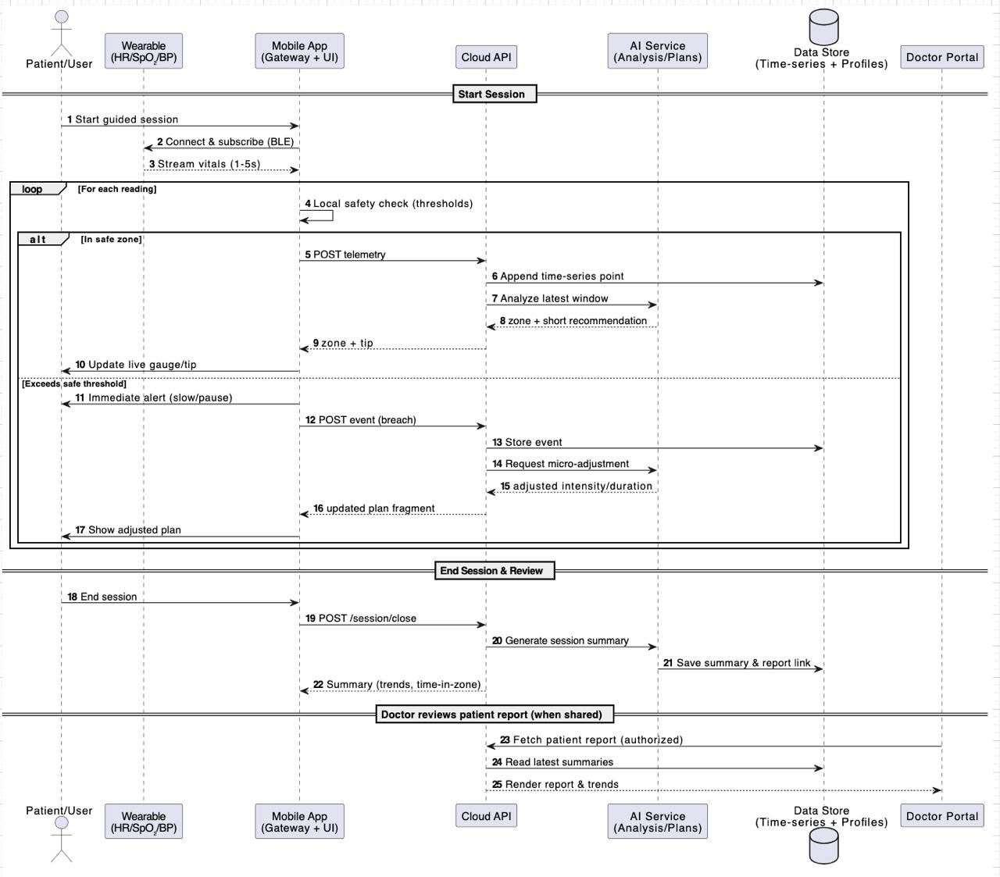 Patient/User
Wearable
(HR/SpO2/BP)
Mobile App
(Gateway + UI)
Cloud API
AI Service
(Analysis/Plans)
Data Store
(Time-series + Profiles)
Doctor Portal
Start Session
1 Start guided session
2 Connect & subscribe (BLE)
3 Stream vitals (1-5s)
loop
[For each reading]
4 Local safety check (thresholds)
alt
[In safe zone]
5 POST telemetry
6 Append time-series point
7 Analyze latest window
8 zone + short recommendation
9 zone + tip
10 Update live gauge/tip
[Exceeds safe threshold]
11 Immediate alert (slow/pause)
12 POST event (breach)
13 Store event
14 Request micro-adjustment
15 adjusted intensity/duration
16 updated plan fragment
17 Show adjusted plan
End Session & Review
18 End session
19 POST /session/close
20 Generate session summary
21 Save summary & report link
22 Summary (trends, time-in-zone)
Doctor reviews patient report (when shared)
23 Fetch patient report (authorized)
24 Read latest summaries
25 Render report & trends
Patient/User
Wearable
(HR/SpO2/BP)
Mobile App
(Gateway + UI)
Cloud API
AI Service
(Analysis/Plans)
Data Store
(Time-series + Profiles)
Doctor Portal